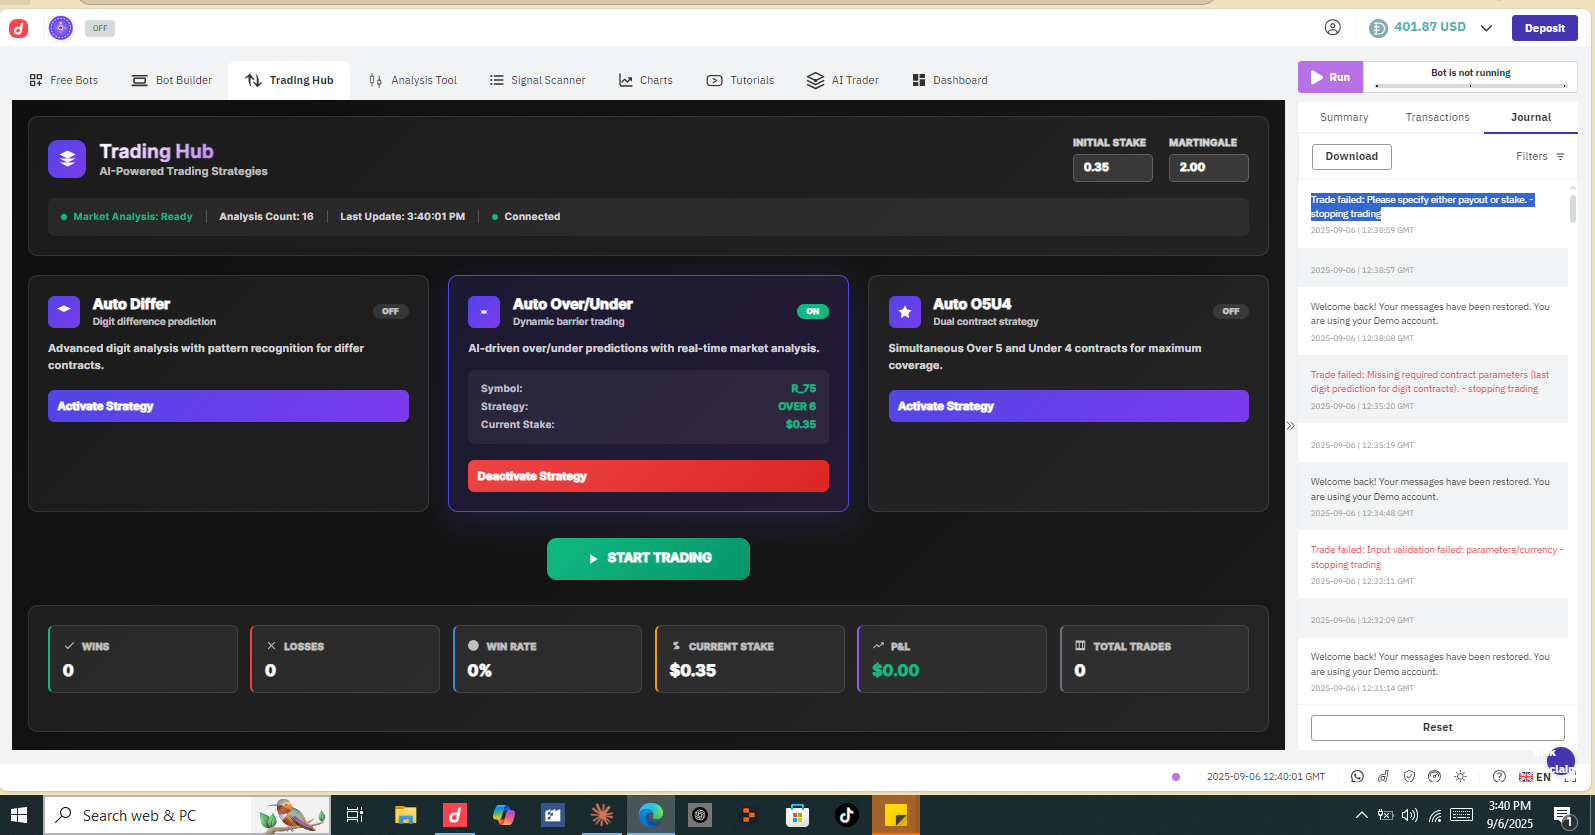 OFF
401.87 USD
Deposit
Free Bots
Bot Builder
Trading Hub
Analysis Tool
Signal Scanner
Charts
Tutorials
AI Trader
Dashboard
Run
Bot is not running
Trading Hub
AI-Powered Trading Strategies
INITIAL STAKE
MARTINGALE
0.35
2.00
Market Analysis: Ready
Analysis Count: 16
Last Update: 3:40:01 PM
Connected
Auto Differ
Digit difference prediction
OFF
Advanced digit analysis with pattern recognition for differ
contracts.
Activate Strategy
Auto Over/Under
Dynamic barrier trading
ON
AI-driven over/under predictions with real-time market analysis.
Symbol:
R_75
Strategy:
OVER 6
Current Stake:
$0.35
Deactivate Strategy
Auto O5U4
Dual contract strategy
OFF
Simultaneous Over 5 and Under 4 contracts for maximum
coverage.
Activate Strategy
START TRADING
WINS
0
LOSSES
0
WIN RATE
0%
CURRENT STAKE
$0.35
P&L
$0.00
TOTAL TRADES
0
Summary
Transactions
Journal
Download
Filters
Trade failed: Please specify either payout or stake. -
stopping trading
2025-09-06 | 12:38:59 GMT
2025-09-06 | 12:38:57 GMT
Welcome back! Your messages have been restored. You
are using your Demo account.
2025-09-06 | 12:38:08 GMT
Trade failed: Missing required contract parameters (last
digit prediction for digit contracts). - stopping trading
2025-09-06 | 12:35:20 GMT
2025-09-06 | 12:35:19 GMT
Welcome back! Your messages have been restored. You
are using your Demo account.
2025-09-06 | 12:34:48 GMT
Trade failed: Input validation failed: parameters/currency -
stopping trading
2025-09-06 | 12:32:11 GMT
2025-09-06 | 12:32:09 GMT
Welcome back! Your messages have been restored. You
are using your Demo account.
2025-09-06 | 12:31:14 GMT
Reset
2025-09-06 12:40:01 GMT
EN
Search web & PC
3:40 PM
9/6/2025
1